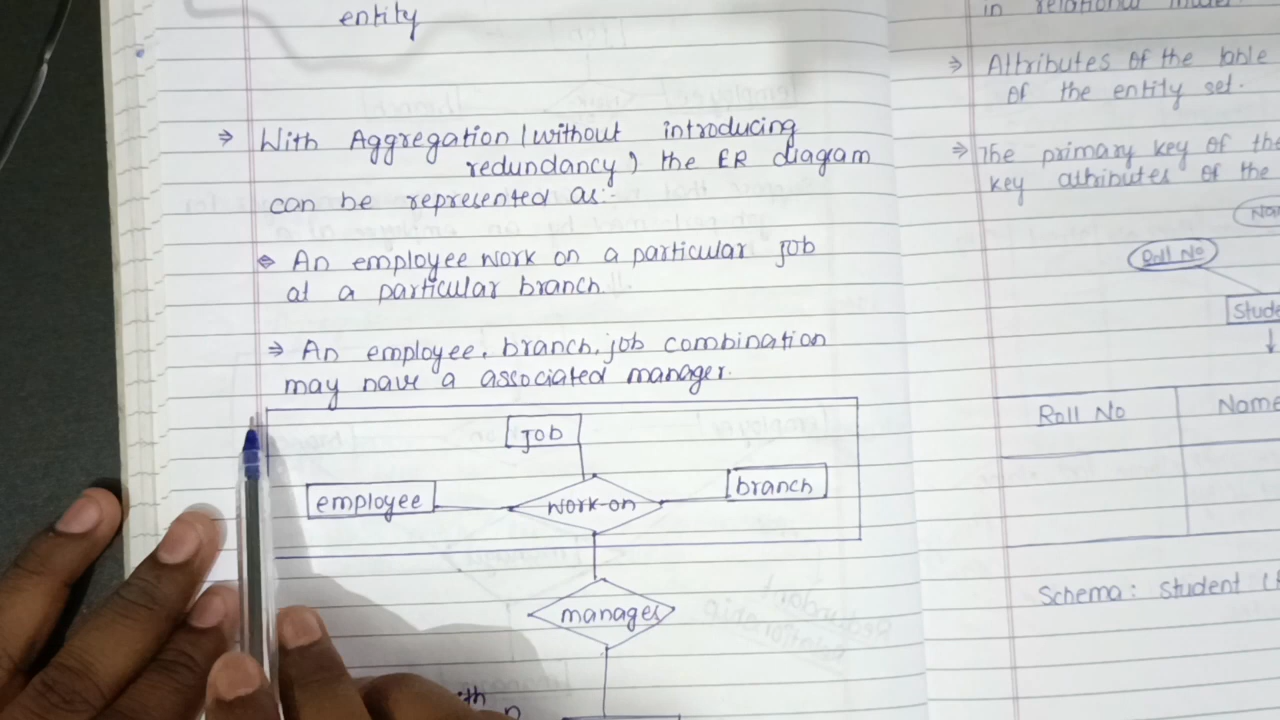 entity
⇒ With Aggregation (without introducing
redundancy) the ER diagram
can be represented as:-
⇒ An employee work on a particular job
at a particular branch.
⇒ An employee, branch, job combination
may have a associated manager.
job
employee
work-on
branch
manages
in
⇒ Attributes of the table
of the entity set.
⇒ The primary key of the
key attributes of the
Roll No
Roll No
Name
Schema: Student (